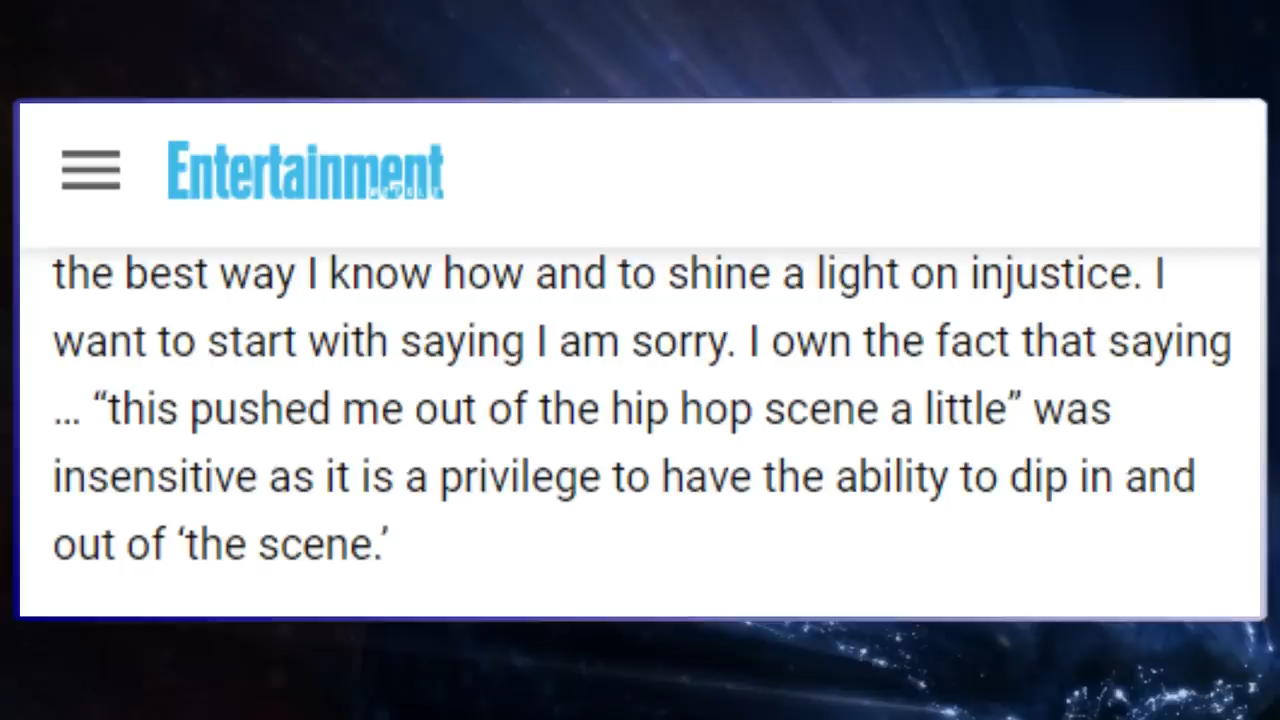 Entertainment
WEEKLY
the best way I know how and to shine a light on injustice. I
want to start with saying I am sorry. I own the fact that saying
... “this pushed me out of the hip hop scene a little” was
insensitive as it is a privilege to have the ability to dip in and
out of ‘the scene.’